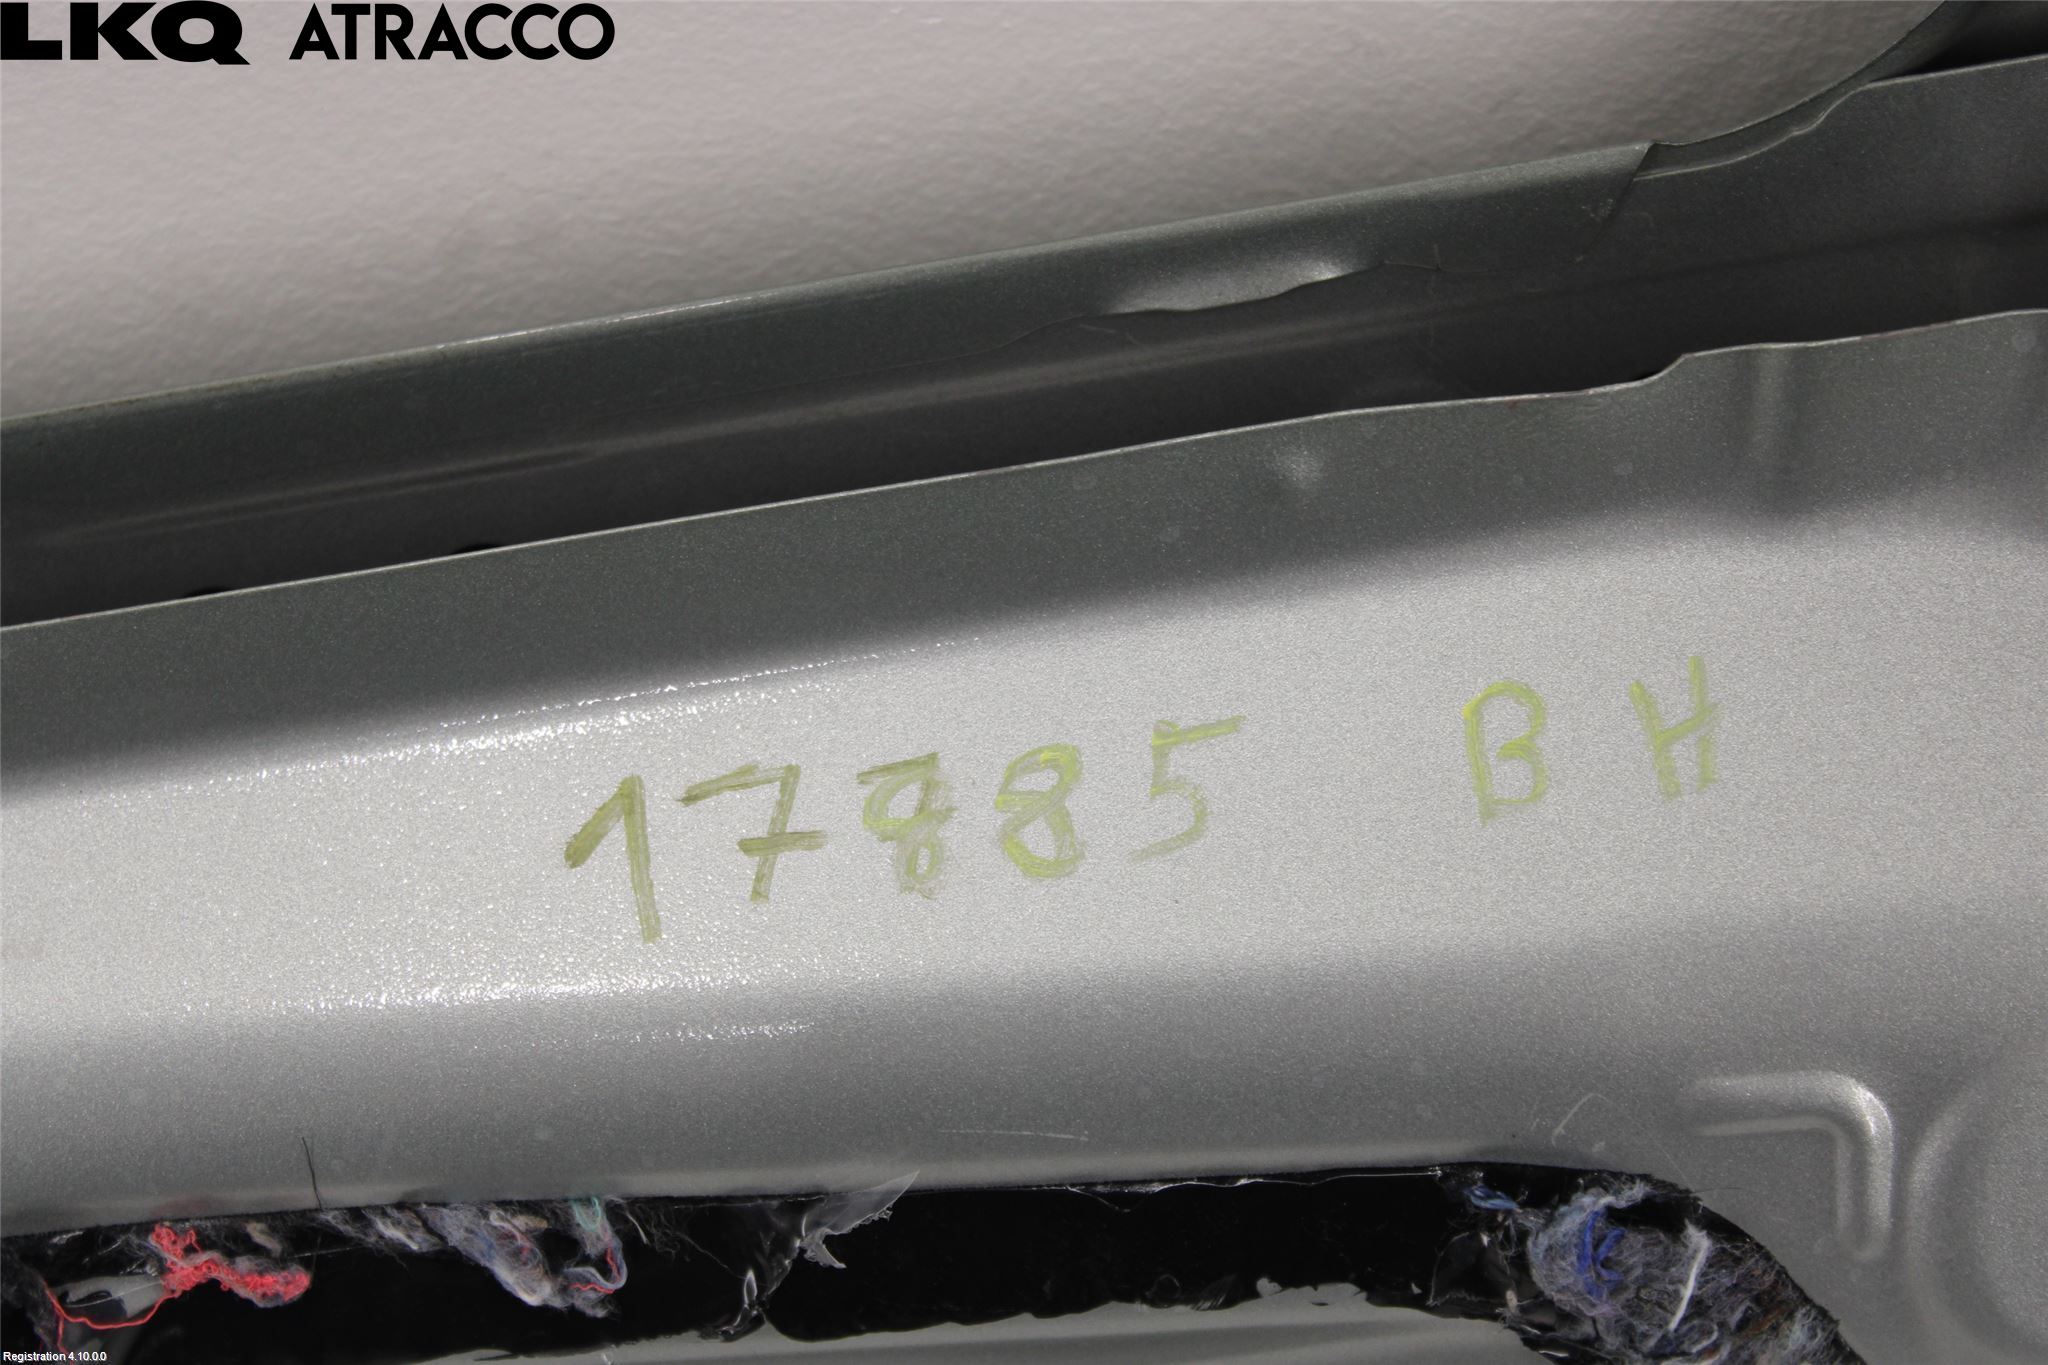 LKQ ATRACCO
17885 BH
Registration 4.10.0.0